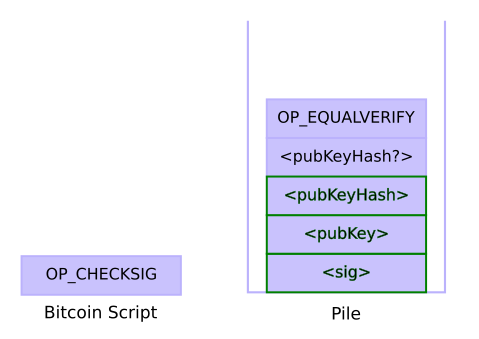 OP_EQUALVERIFY
<pubKeyHash?>
<pubKeyHash>
<pubKey>
<sig>
OP_CHECKSIG
Bitcoin Script
Pile